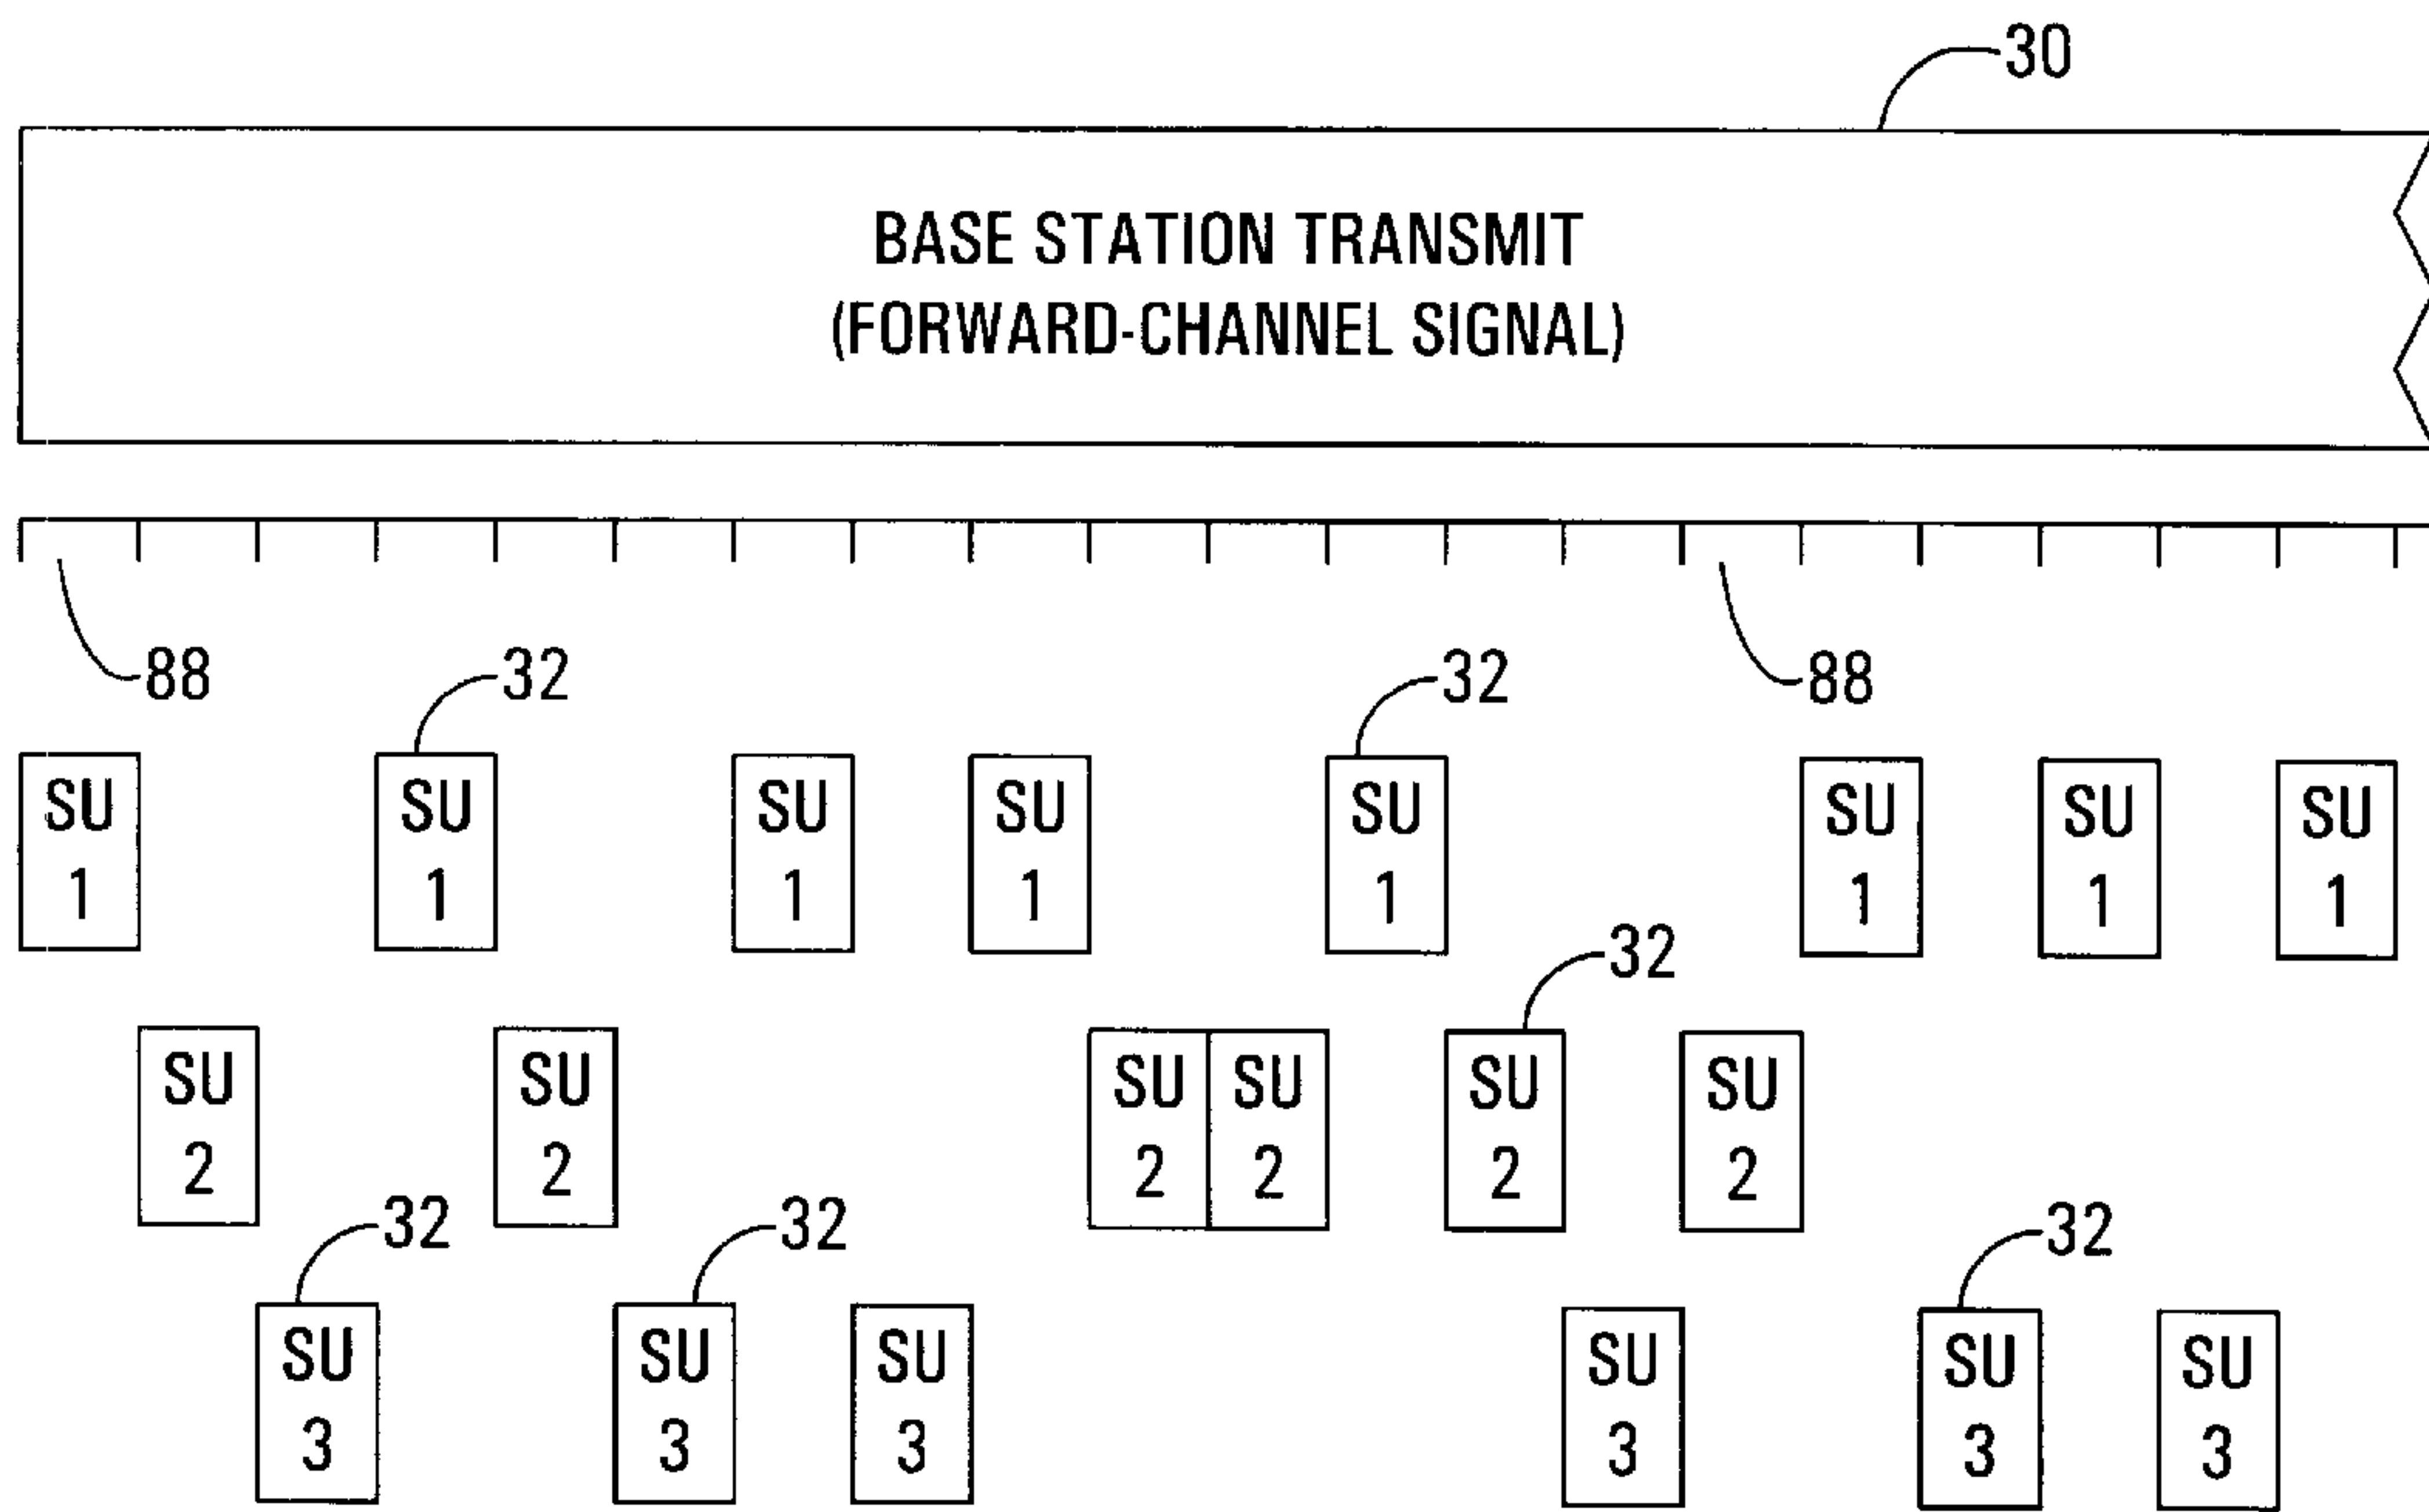 30
BASE STATION TRANSMIT
(FORWARD-CHANNEL SIGNAL)
88 32 32 88
SU SU SU SU SU SU SU SU
1 1 1 1 1 1 1 1
32
SU SU SU SU SU SU
2 2 2 2 2 2
32 32 32
SU SU SU SU SU SU
3 3 3 3 3 3